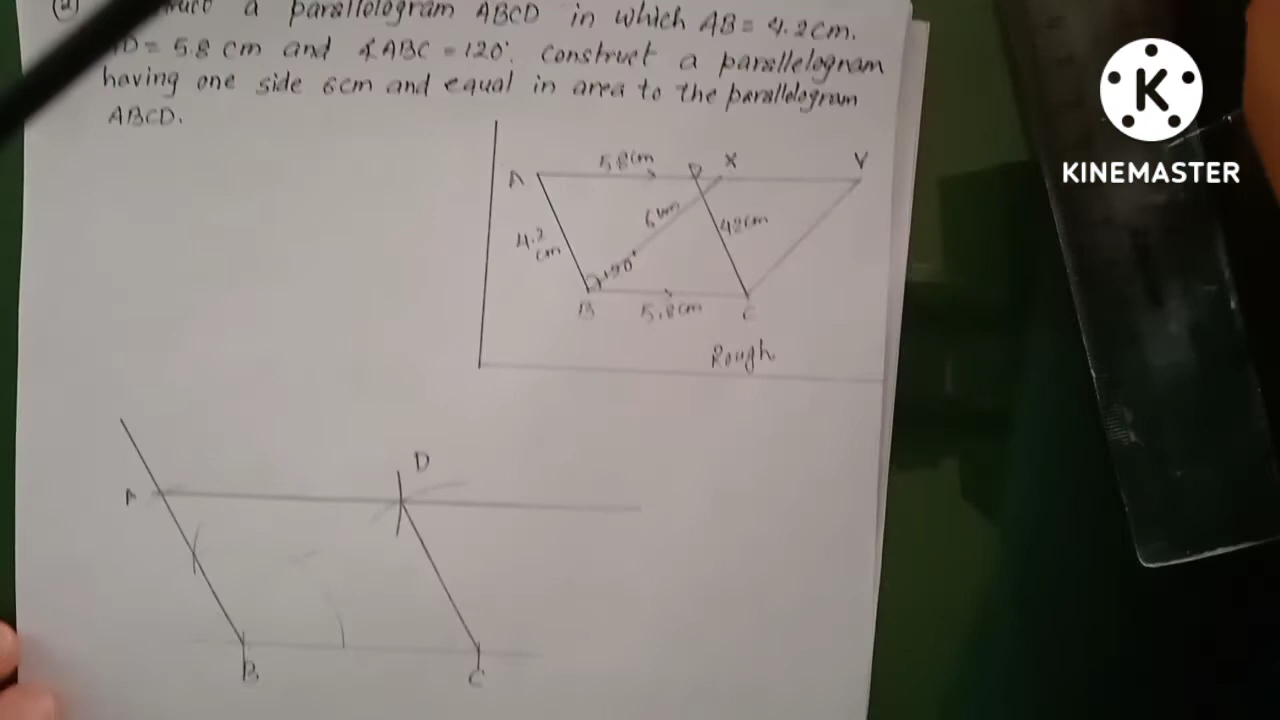 a parallologram ABCD in which AB = 4.2cm.
= 5.8 cm and ∡ABC = 120°. construct a parallelogram
having one side 6cm and equal in area to the parallelogram
ABCD.
K
KINEMASTER
5.8cm
A D X Y
6cm
4.2cm
4.2
cm
120°
B 5.8cm C
Rough
D
A
B C